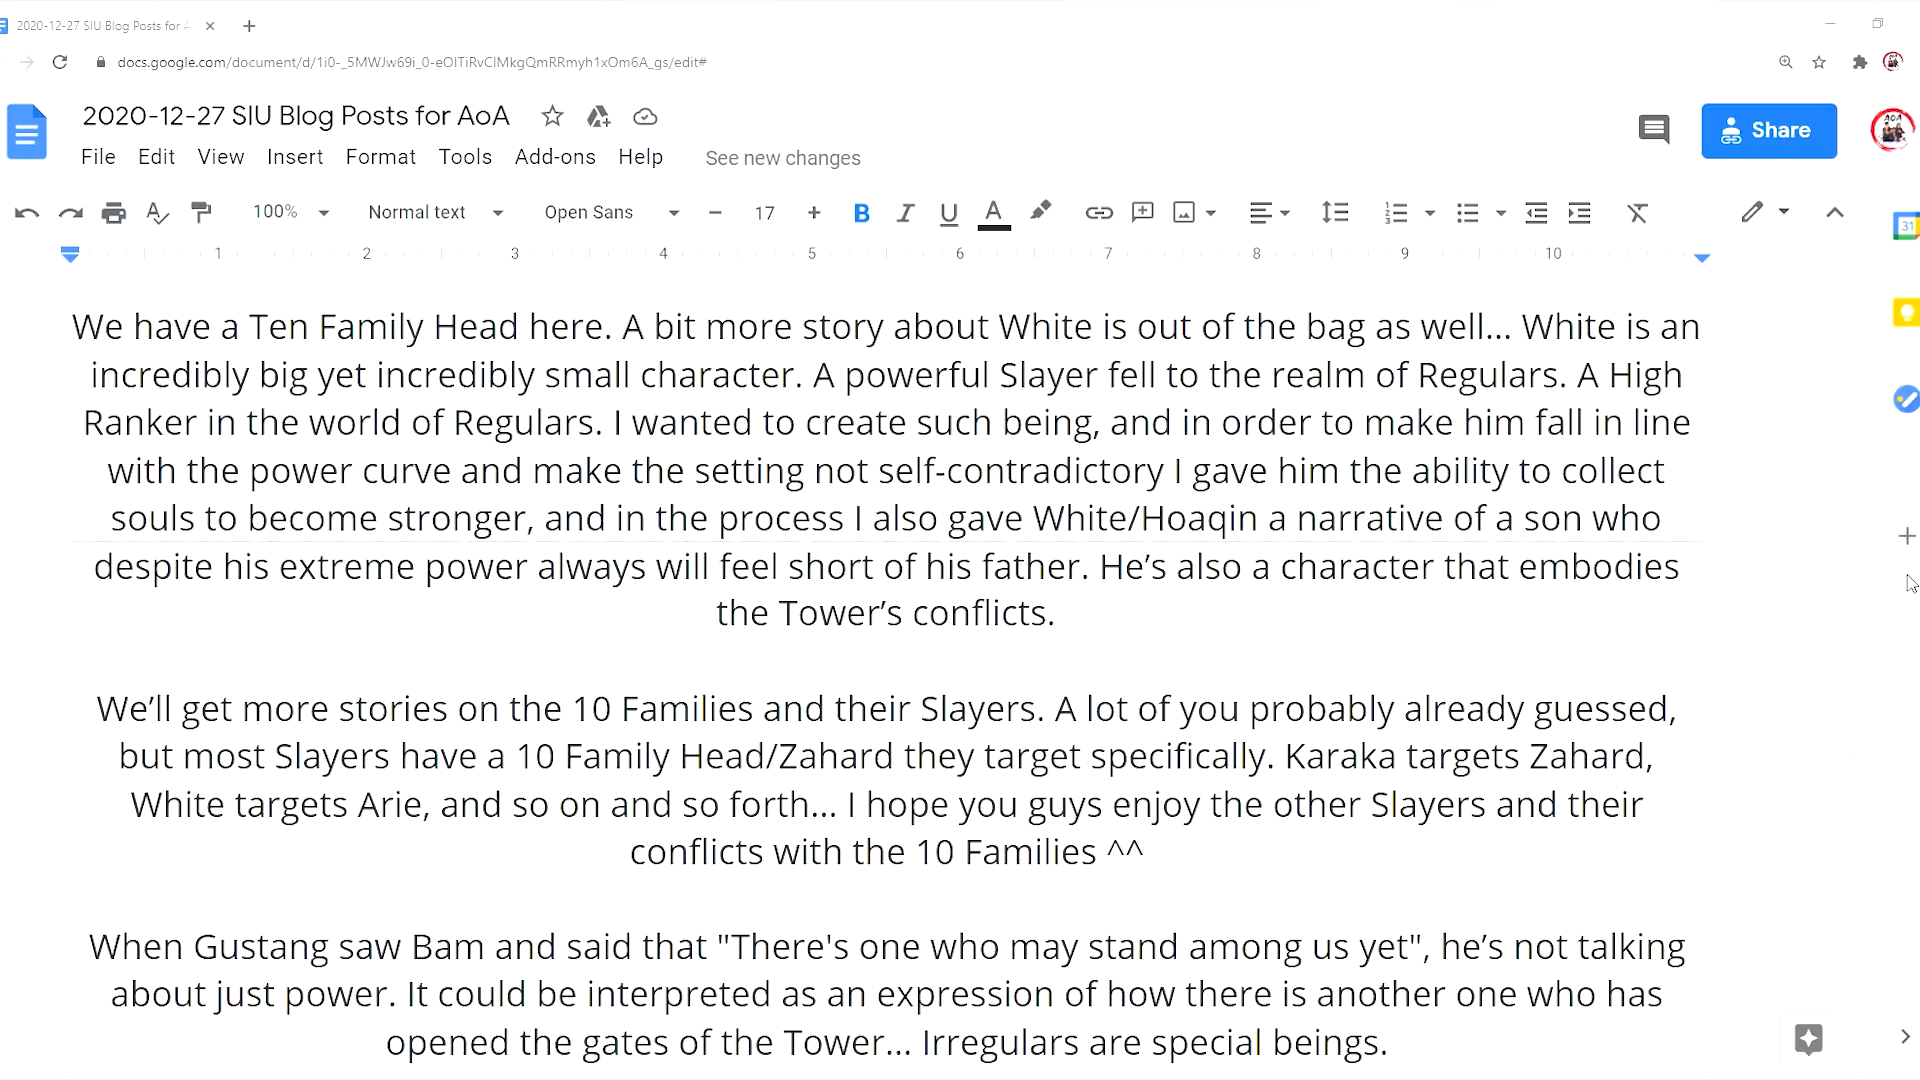 2020-12-27 SIU Blog Posts for A
docs.google.com/document/d/1i0-_5MWJw69i_0-eOlTiRvClMkgQmRRmyh1xOm6A_gs/edit#
2020-12-27 SIU Blog Posts for AoA
Share
File Edit View Insert Format Tools Add-ons Help See new changes
100% Normal text Open Sans 17 B I U A
31
1 2 3 4 5 6 7 8 9 10
We have a Ten Family Head here. A bit more story about White is out of the bag as well... White is an
incredibly big yet incredibly small character. A powerful Slayer fell to the realm of Regulars. A High
Ranker in the world of Regulars. I wanted to create such being, and in order to make him fall in line
with the power curve and make the setting not self-contradictory I gave him the ability to collect
souls to become stronger, and in the process I also gave White/Hoaqin a narrative of a son who
despite his extreme power always will feel short of his father. He’s also a character that embodies
the Tower’s conflicts.
We’ll get more stories on the 10 Families and their Slayers. A lot of you probably already guessed,
but most Slayers have a 10 Family Head/Zahard they target specifically. Karaka targets Zahard,
White targets Arie, and so on and so forth... I hope you guys enjoy the other Slayers and their
conflicts with the 10 Families ^^
When Gustang saw Bam and said that "There's one who may stand among us yet", he’s not talking
about just power. It could be interpreted as an expression of how there is another one who has
opened the gates of the Tower... Irregulars are special beings.